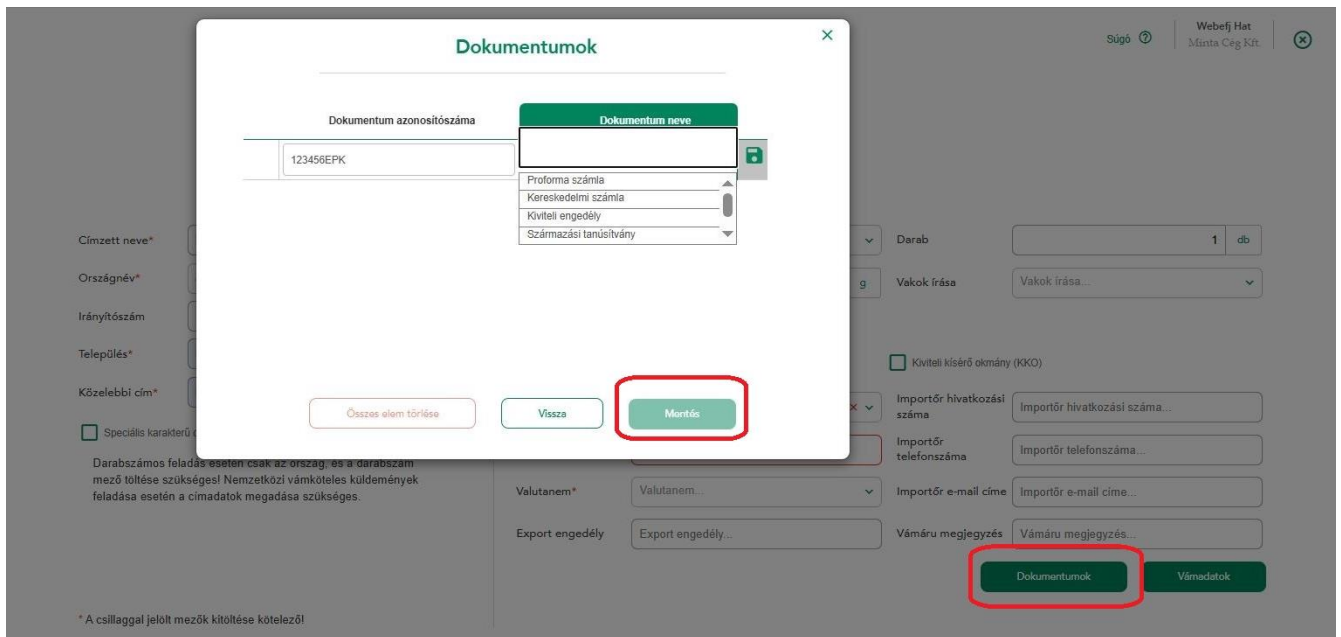 Dokumentumok
×
Súgó
Webefj Hat
Minta Cég Kft.
Dokumentum azonosítószáma
Dokumentum neve
123456EPK
Proforma számla
Kereskedelmi számla
Kiviteli engedély
Származási tanúsítvány
Összes elem törlése
Vissza
Mentés
Címzett neve*
Országnév*
Irányítószám
Település*
Közelebbi cím*
Speciális karakterű
Darabszámos feladás esetén csak az ország, és a darabszám
mező töltése szükséges! Nemzetközi vámköteles küldemények
feladása esetén a címadatok megadása szükséges.
Darab
1 db
g
Vakok írása
Vakok írása...
Kiviteli kísérő okmány (KKO)
Importőr hivatkozási
száma
Importőr hivatkozási száma...
Importőr
telefonszáma
Importőr telefonszáma...
Valutanem*
Valutanem...
Importőr e-mail címe
Importőr e-mail címe...
Export engedély
Export engedély...
Vámáru megjegyzés
Vámáru megjegyzés...
Dokumentumok
Vámadatok
* A csillaggal jelölt mezők kitöltése kötelező!